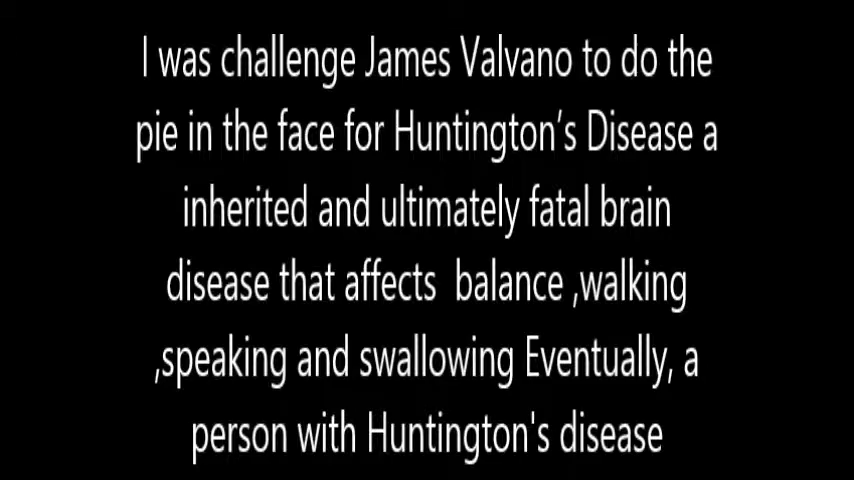 I was challenge James Valvano to do the
pie in the face for Huntington’s Disease a
inherited and ultimately fatal brain
disease that affects  balance ,walking
,speaking and swallowing Eventually, a
person with Huntington's disease